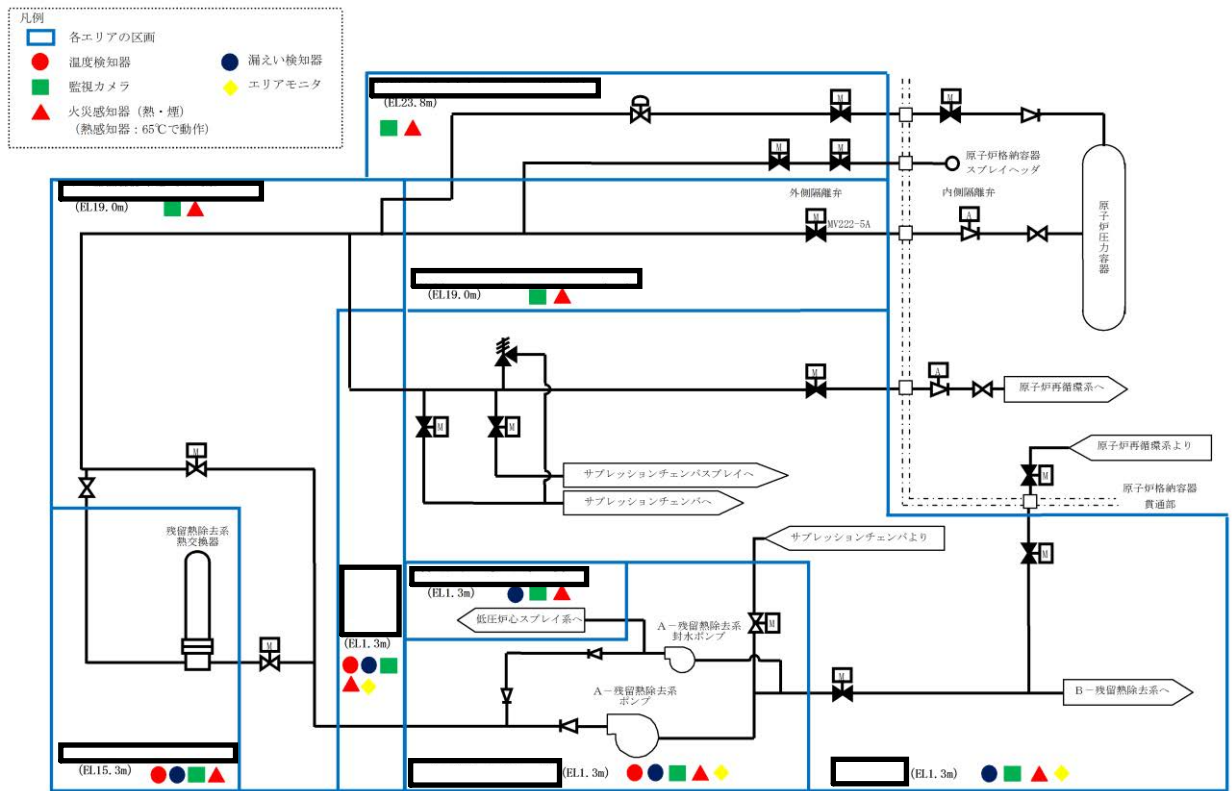 凡例
各エリアの区画
温度検知器
漏えい検知器
監視カメラ
エリアモニタ
火災感知器（熱・煙）
（熱感知器：65℃で動作）
(EL23.8m)
M
M
M
M
原子炉格納容器
スプレイヘッダ
(EL19.0m)
外側隔離弁
内側隔離弁
M
MV222-5A
A
原子炉圧力容器
(EL19.0m)
M
A
原子炉再循環系へ
M
M
原子炉再循環系より
M
サプレッションチェンバスプレイへ
M
サプレッションチェンバへ
原子炉格納容器
貫通部
残留熱除去系
熱交換器
サプレッションチェンバより
M
(EL1.3m)
低圧炉心スプレイ系へ
A－残留熱除去系
封水ポンプ
M
(EL1.3m)
M
M
A－残留熱除去系
ポンプ
B－残留熱除去系へ
(EL15.3m)
(EL1.3m)
(EL1.3m)